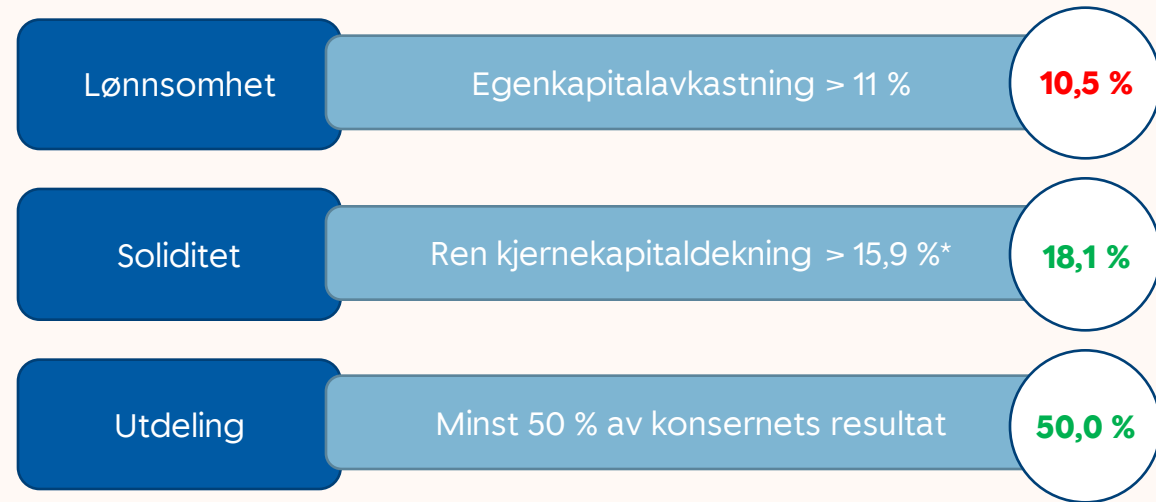 Lønnsomhet
Egenkapitalavkastning > 11 %
10,5 %
Soliditet
Ren kjernekapitaldekning > 15,9 %*
18,1 %
Utdeling
Minst 50 % av konsernets resultat
50,0 %